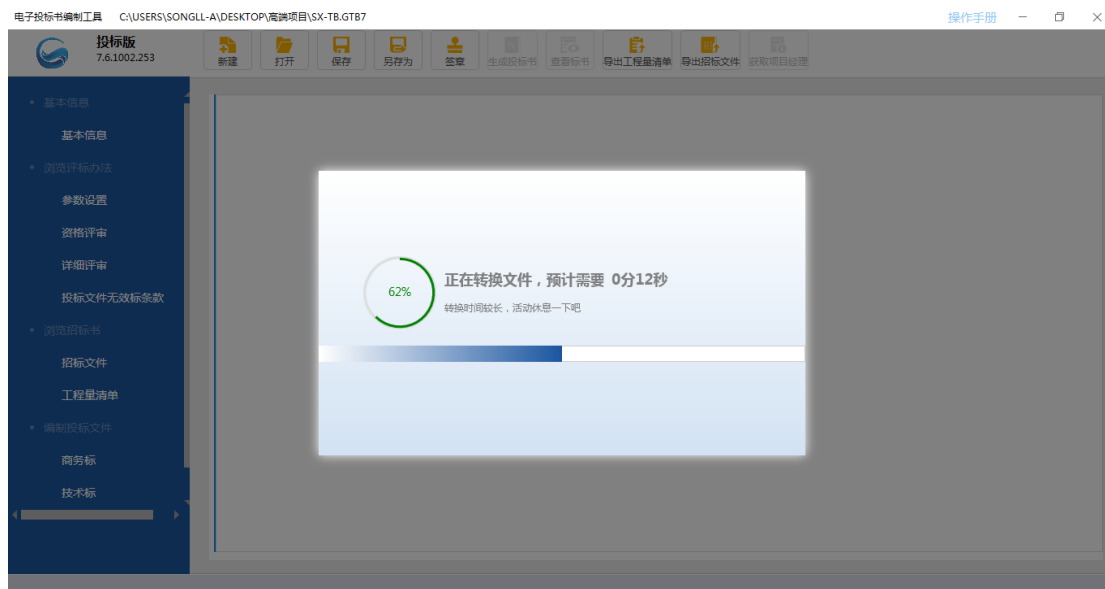 电子投标书编制工具 C:\USERS\SONGLL-A\DESKTOP\高端项目\SX-TB.GTB7
操作手册
投标版
7.6.1002.253
新建 打开 保存 另存为 签章 生成投标书 查看标书 导出工程量清单 导出招标文件 获取项目经理
基本信息
基本信息
浏览评标办法
参数设置
资格评审
详细评审
投标文件无效标条款
浏览招标书
招标文件
工程量清单
编制投标文件
商务标
技术标
62%
正在转换文件，预计需要 0分12秒
转换时间较长，活动休息一下吧